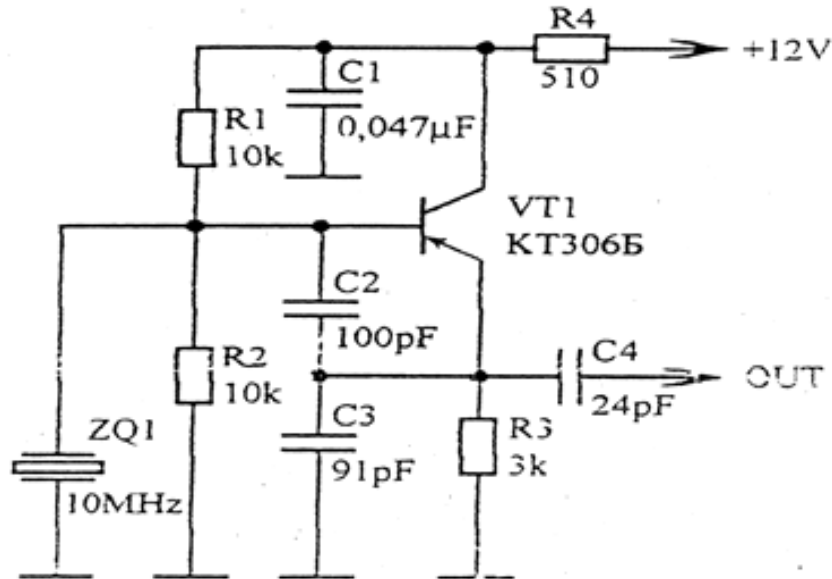 R4
+12V
510
C1
0,047µF
R1
10k
VT1
КТ306Б
C2
100pF
R2
10k
C4
OUT
24pF
C3
91pF
R3
3k
ZQ1
10MHz